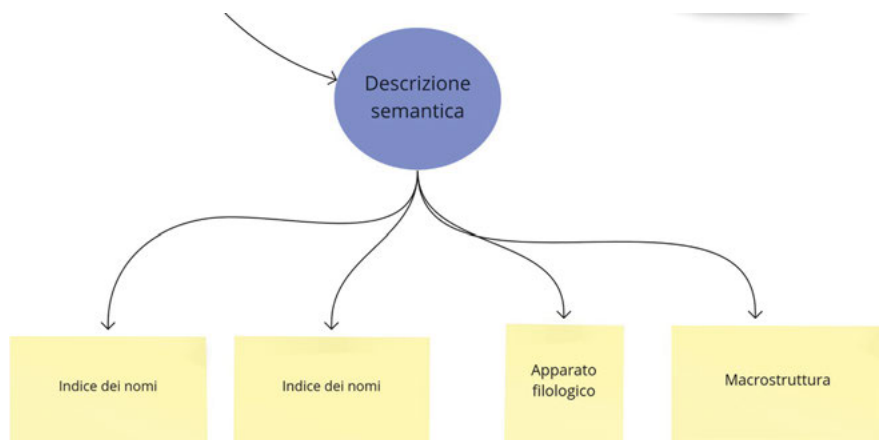 Descrizione
semantica
Indice dei nomi
Indice dei nomi
Apparato
filologico
Macrostruttura